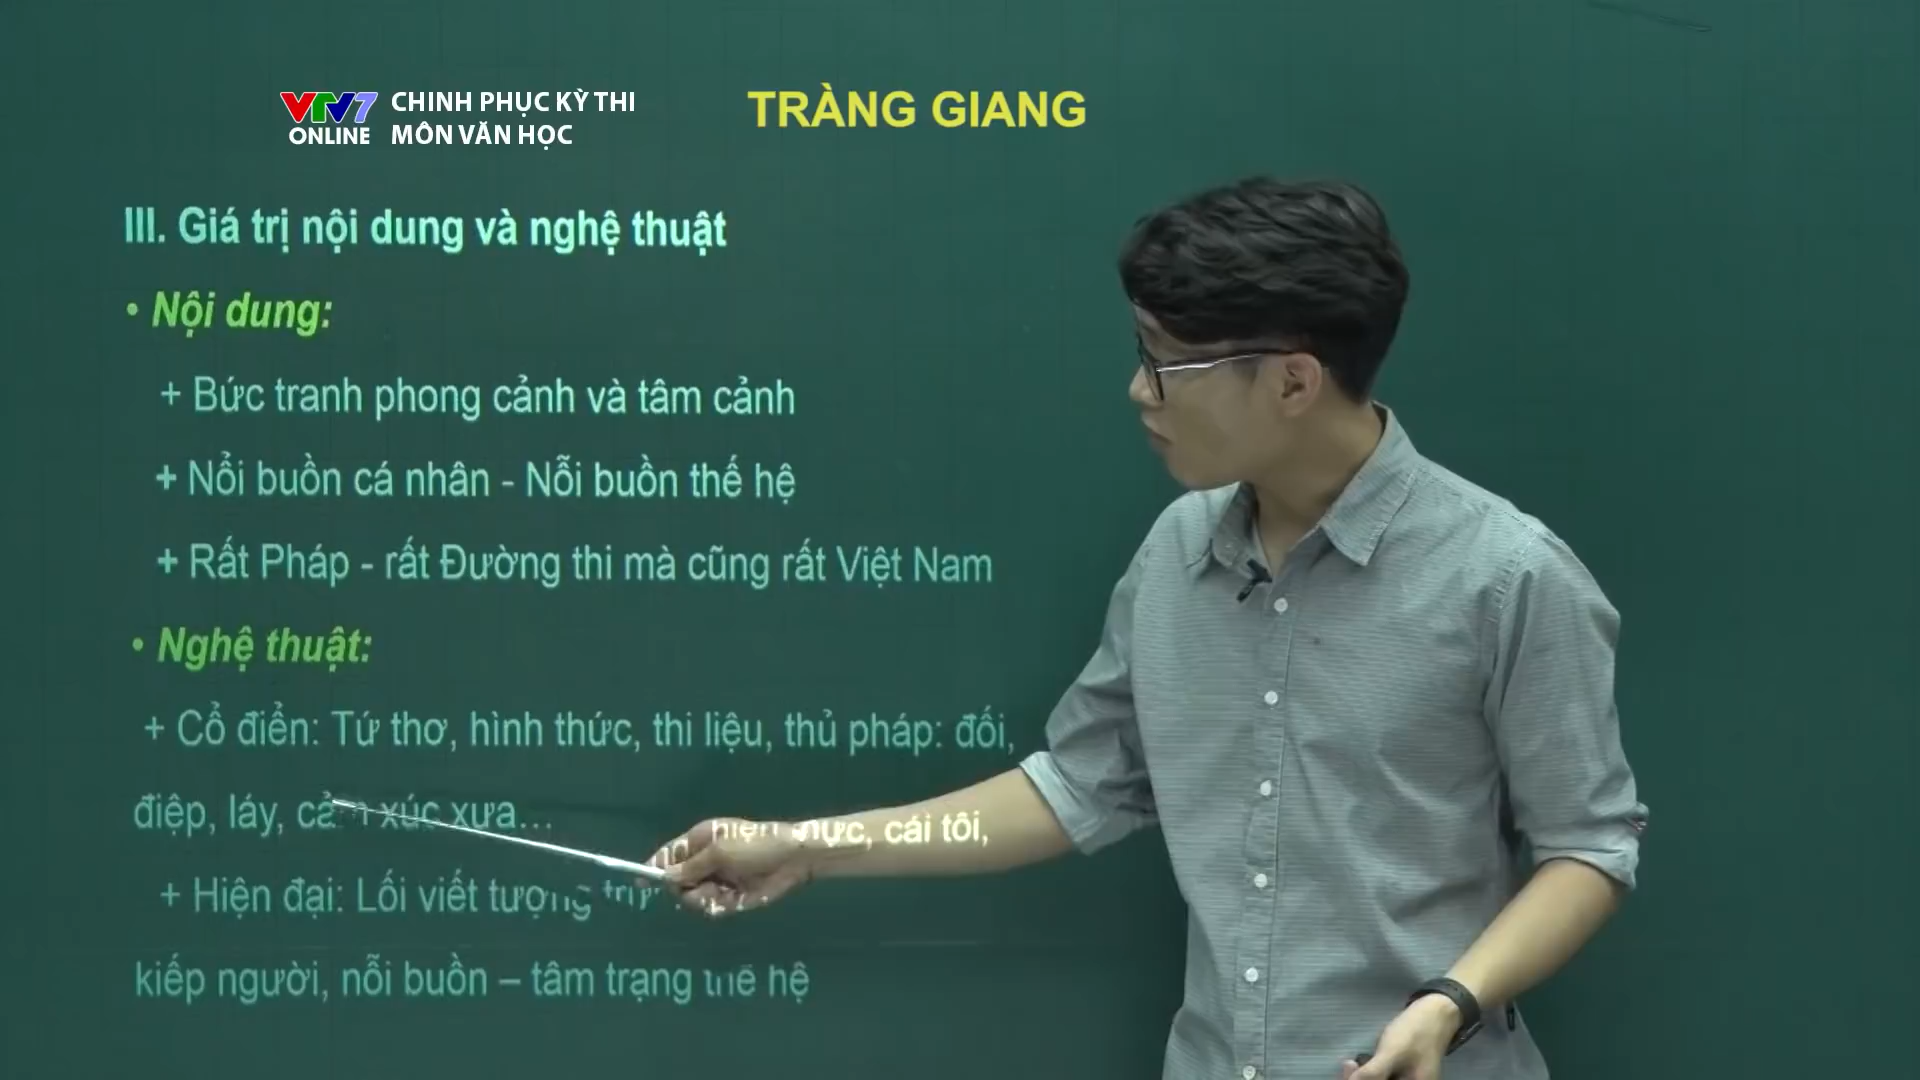 VTV7
ONLINE
CHINH PHỤC KỲ THI
MÔN VĂN HỌC
TRÀNG GIANG
III. Giá trị nội dung và nghệ thuật
• Nội dung:
+ Bức tranh phong cảnh và tâm cảnh
+ Nổi buồn cá nhân - Nỗi buồn thế hệ
+ Rất Pháp - rất Đường thi mà cũng rất Việt Nam
• Nghệ thuật:
+ Cổ điển: Tứ thơ, hình thức, thi liệu, thủ pháp: đối,
điệp, láy, cảm xúc xưa...
+ Hiện đại: Lối viết tượng cái tôi,
kiếp người, nỗi buồn – tâm trạng thế hệ